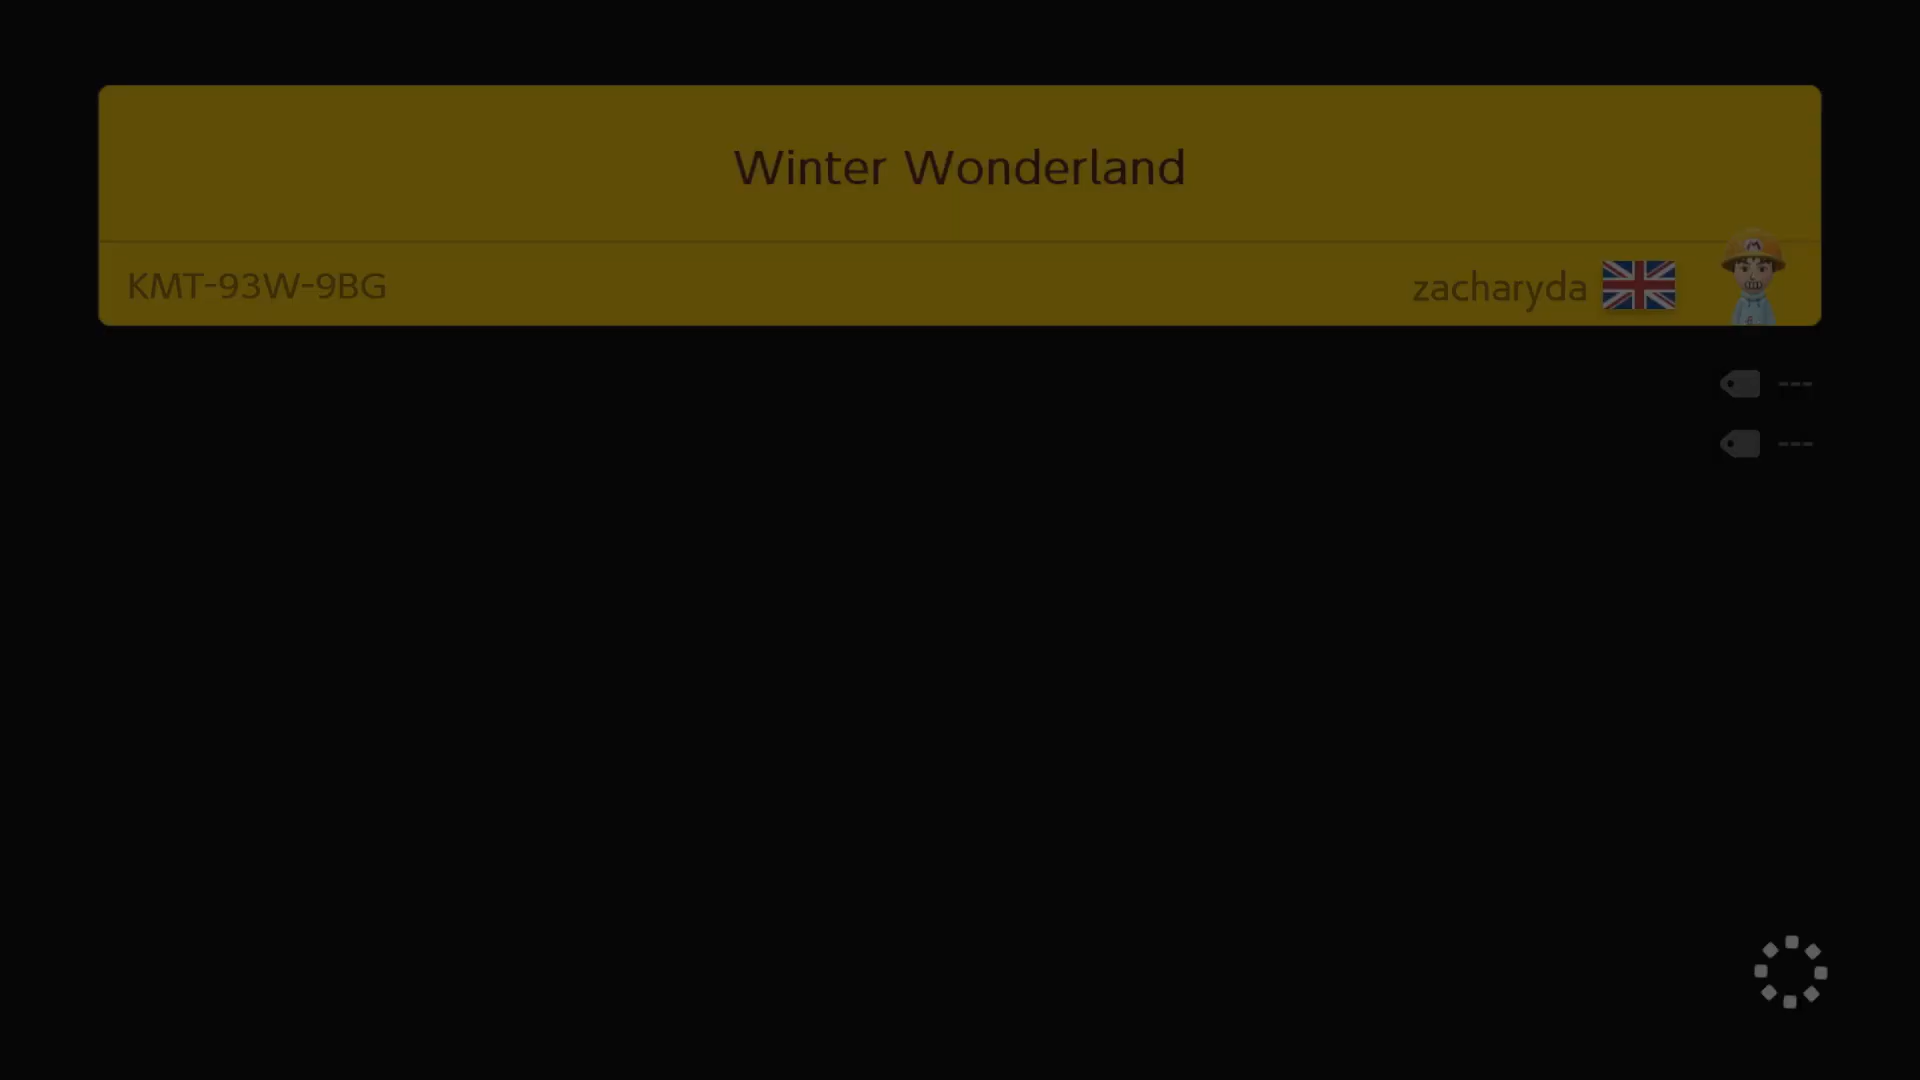 Winter Wonderland
KMT-93W-9BG
zacharyda
---
---